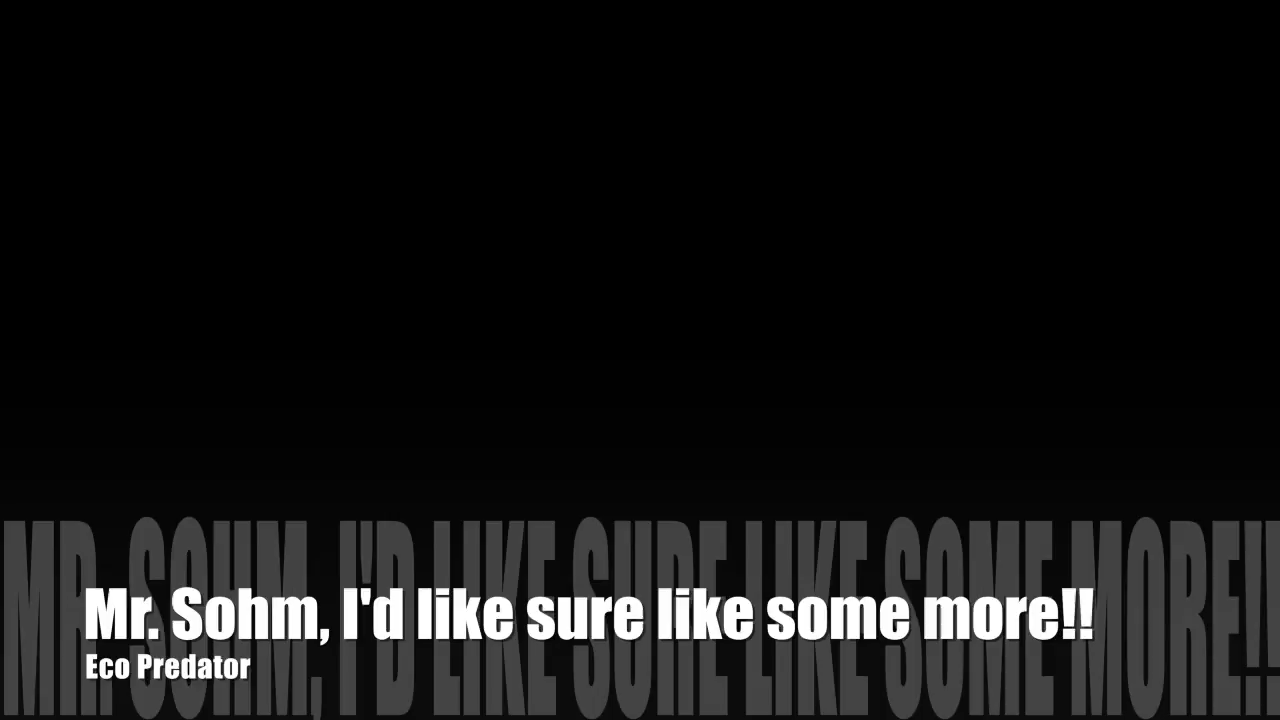 MR. SOHM, I'D LIKE SURE LIKE SOME MORE!!
Mr. Sohm, I'd like sure like some more!!
Eco Predator